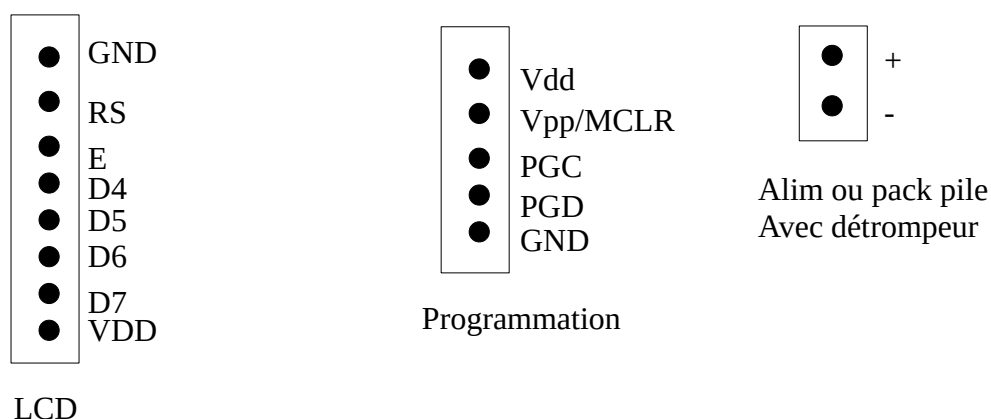 GND
RS
E
D4
D5
D6
D7
VDD
LCD
Vdd
Vpp/MCLR
PGC
PGD
GND
Programmation
+
-
Alim ou pack pile
Avec détrompeur